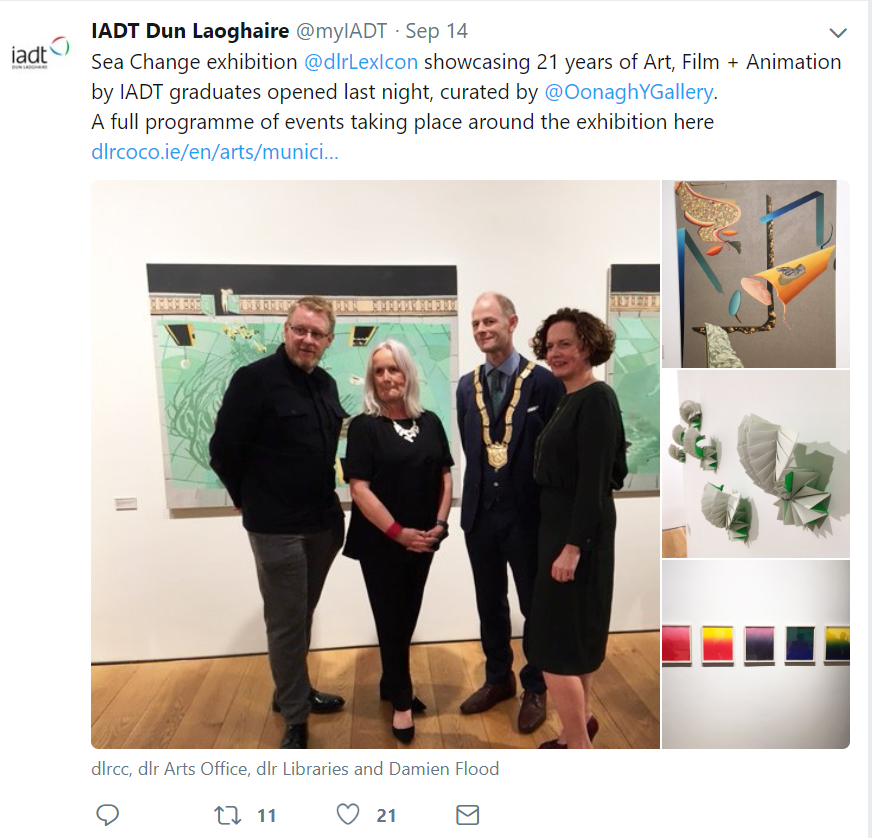 IADT Dun Laoghaire @myIADT · Sep 14
iadt
DUN LAOGHAIRE
Sea Change exhibition @dlrLexIcon showcasing 21 years of Art, Film + Animation
by IADT graduates opened last night, curated by @OonaghYGallery.
A full programme of events taking place around the exhibition here
dlrcoco.ie/en/arts/munici…
dlrcc, dlr Arts Office, dlr Libraries and Damien Flood
11
21